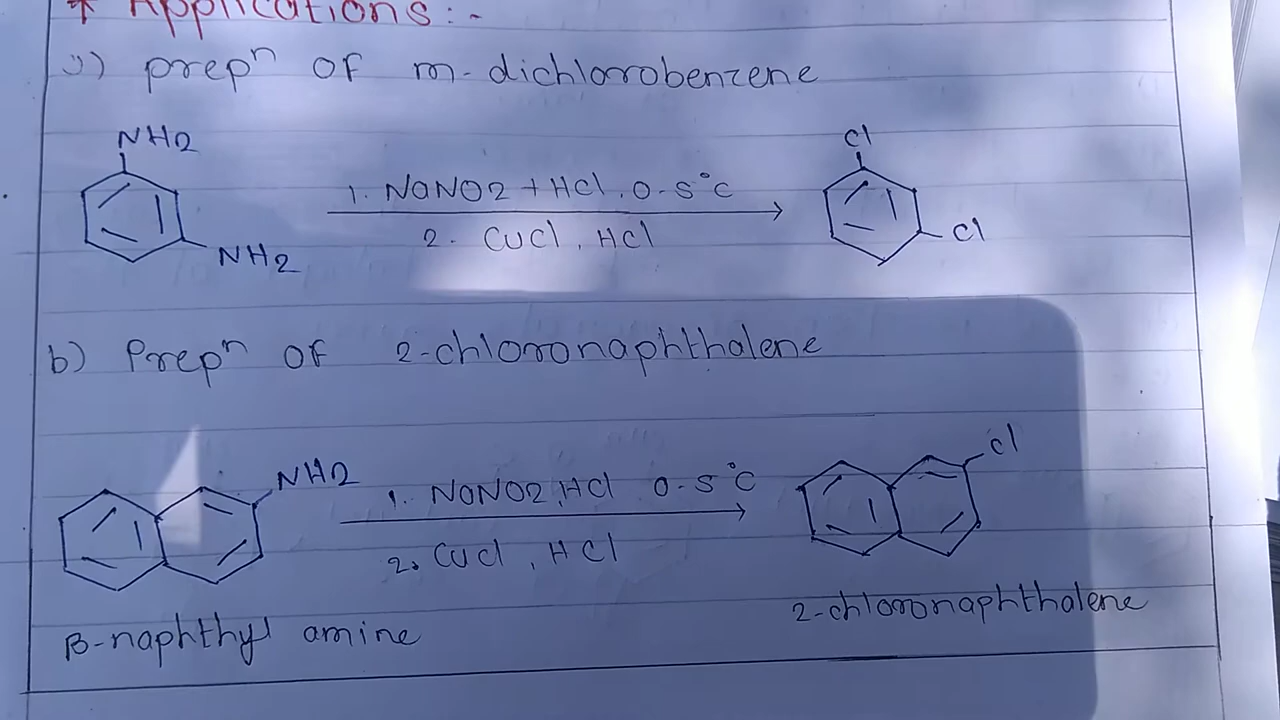 * Applications:-
a) prepⁿ of m-dichlorobenzene
NH2
NH2
1. NaNO2 + HCl, 0-5°C
2. CuCl, HCl
Cl
Cl
b) Prepⁿ of 2-chloronaphthalene
NH2
1. NaNO2, HCl 0-5°C
2. CuCl, HCl
Cl
β-naphthyl amine
2-chloronaphthalene